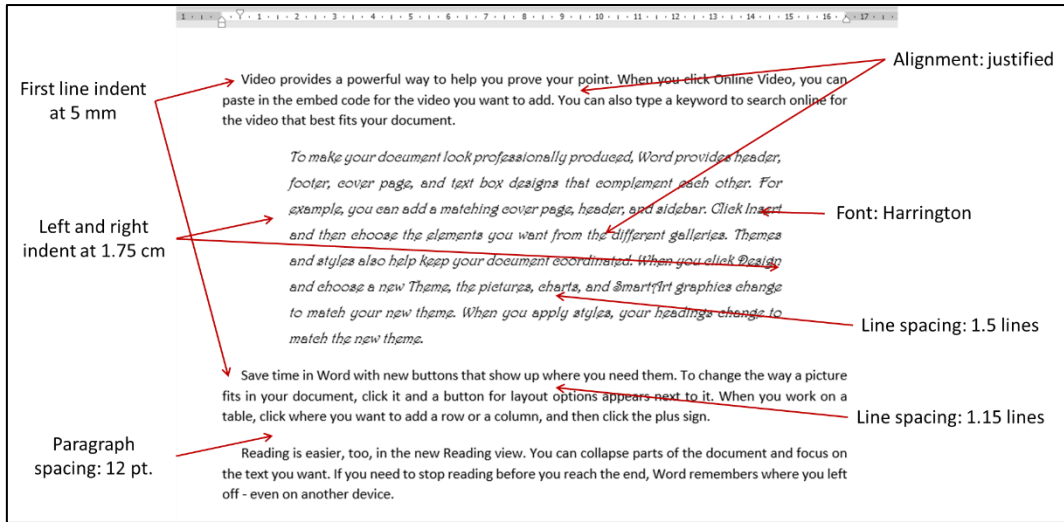 1 1 2 3 4 5 6 7 8 9 10 11 12 13 14 15 16 17
First line indent
at 5 mm
Left and right
indent at 1.75 cm
Paragraph
spacing: 12 pt.
Video provides a powerful way to help you prove your point. When you click Online Video, you can
paste in the embed code for the video you want to add. You can also type a keyword to search online for
the video that best fits your document.
To make your document look professionally produced, Word provides header,
footer, cover page, and text box designs that complement each other. For
example, you can add a matching cover page, header, and sidebar. Click Insert
and then choose the elements you want from the different galleries. Themes
and styles also help keep your document coordinated. When you click Design
and choose a new Theme, the pictures, charts, and SmartArt graphics change
to match your new theme. When you apply styles, your headings change to
match the new theme.
Save time in Word with new buttons that show up where you need them. To change the way a picture
fits in your document, click it and a button for layout options appears next to it. When you work on a
table, click where you want to add a row or a column, and then click the plus sign.
Reading is easier, too, in the new Reading view. You can collapse parts of the document and focus on
the text you want. If you need to stop reading before you reach the end, Word remembers where you left
off - even on another device.
Alignment: justified
Font: Harrington
Line spacing: 1.5 lines
Line spacing: 1.15 lines